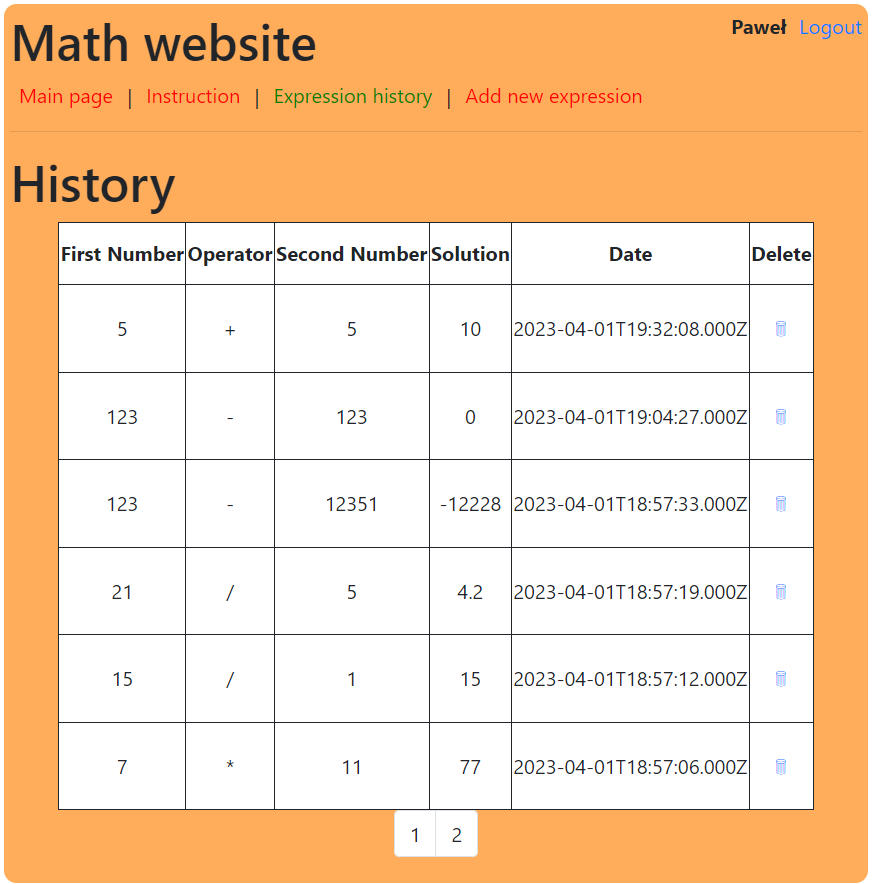 Math website
Paweł Logout
Main page | Instruction | Expression history | Add new expression
History
First Number Operator Second Number Solution Date Delete
5 + 5 10 2023-04-01T19:32:08.000Z
123 - 123 0 2023-04-01T19:04:27.000Z
123 - 12351 -12228 2023-04-01T18:57:33.000Z
21 / 5 4.2 2023-04-01T18:57:19.000Z
15 / 1 15 2023-04-01T18:57:12.000Z
7 * 11 77 2023-04-01T18:57:06.000Z
1 2